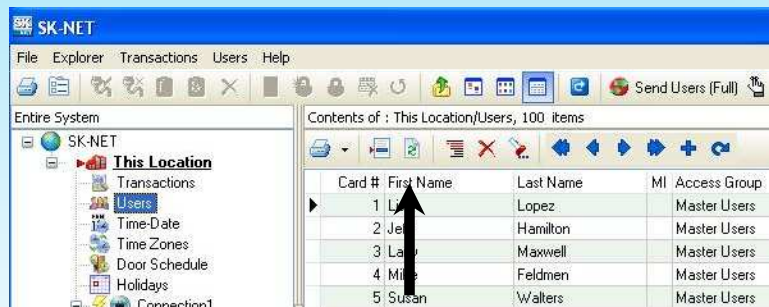 SK-NET
File Explorer Transactions Users Help
Send Users (Full)
Entire System
Contents of : This Location/Users, 100 items
SK-NET
This Location
Transactions
Users
Time-Date
Time Zones
Door Schedule
Holidays
Connection1
Card # First Name Last Name MI Access Group
1 Lopez Master Users
2 Hamilton Master Users
3 Maxwell Master Users
4 Feldmen Master Users
5 Susan Walters Master Users